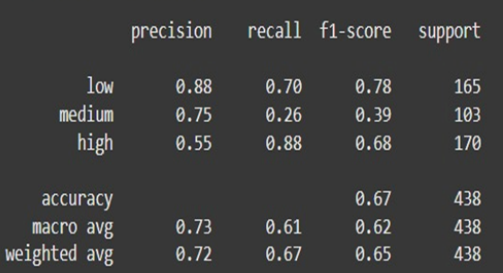 precision recall f1-score support
low 0.88 0.70 0.78 165
medium 0.75 0.26 0.39 103
high 0.55 0.88 0.68 170
accuracy 0.67 438
macro avg 0.73 0.61 0.62 438
weighted avg 0.72 0.67 0.65 438